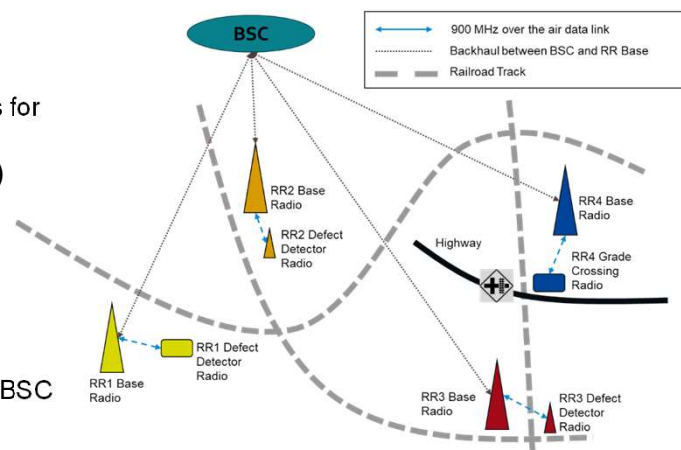 BSC
900 MHz over the air data link
Backhaul between BSC and RR Base
Railroad Track
s for
)
RR2 Base
Radio
RR2 Defect
Detector
Radio
RR4 Base
Radio
Highway
RR4 Grade
Crossing
Radio
RR1 Defect
Detector
Radio
RR1 Base
Radio
BSC
RR3 Base
Radio
RR3 Defect
Detector
Radio